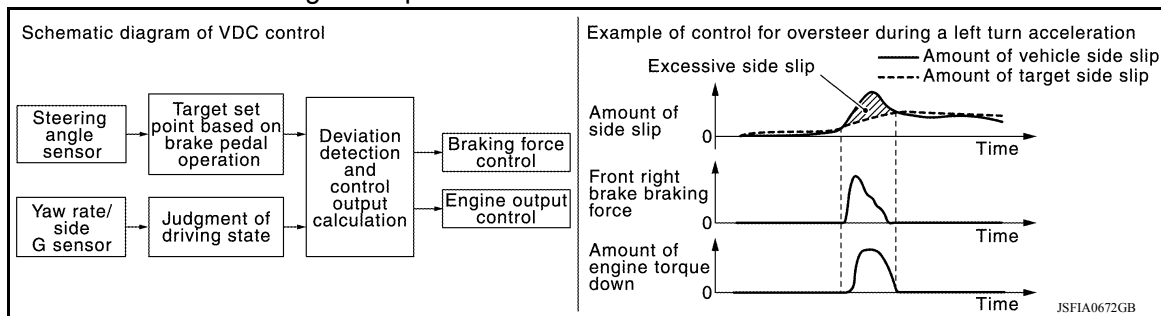 Schematic diagram of VDC control
Steering
angle
sensor
Target set
point based on
brake pedal
operation
Yaw rate/
side
G sensor
Judgment of
driving state
Deviation
detection
and
control
output
calculation
Braking force
control
Engine output
control
Example of control for oversteer during a left turn acceleration
Amount of vehicle side slip
Amount of target side slip
Excessive side slip
Amount of
side slip
0
Time
Front right
brake braking
force
0
Time
Amount of
engine torque
down
0
Time
JSFIA0672GB